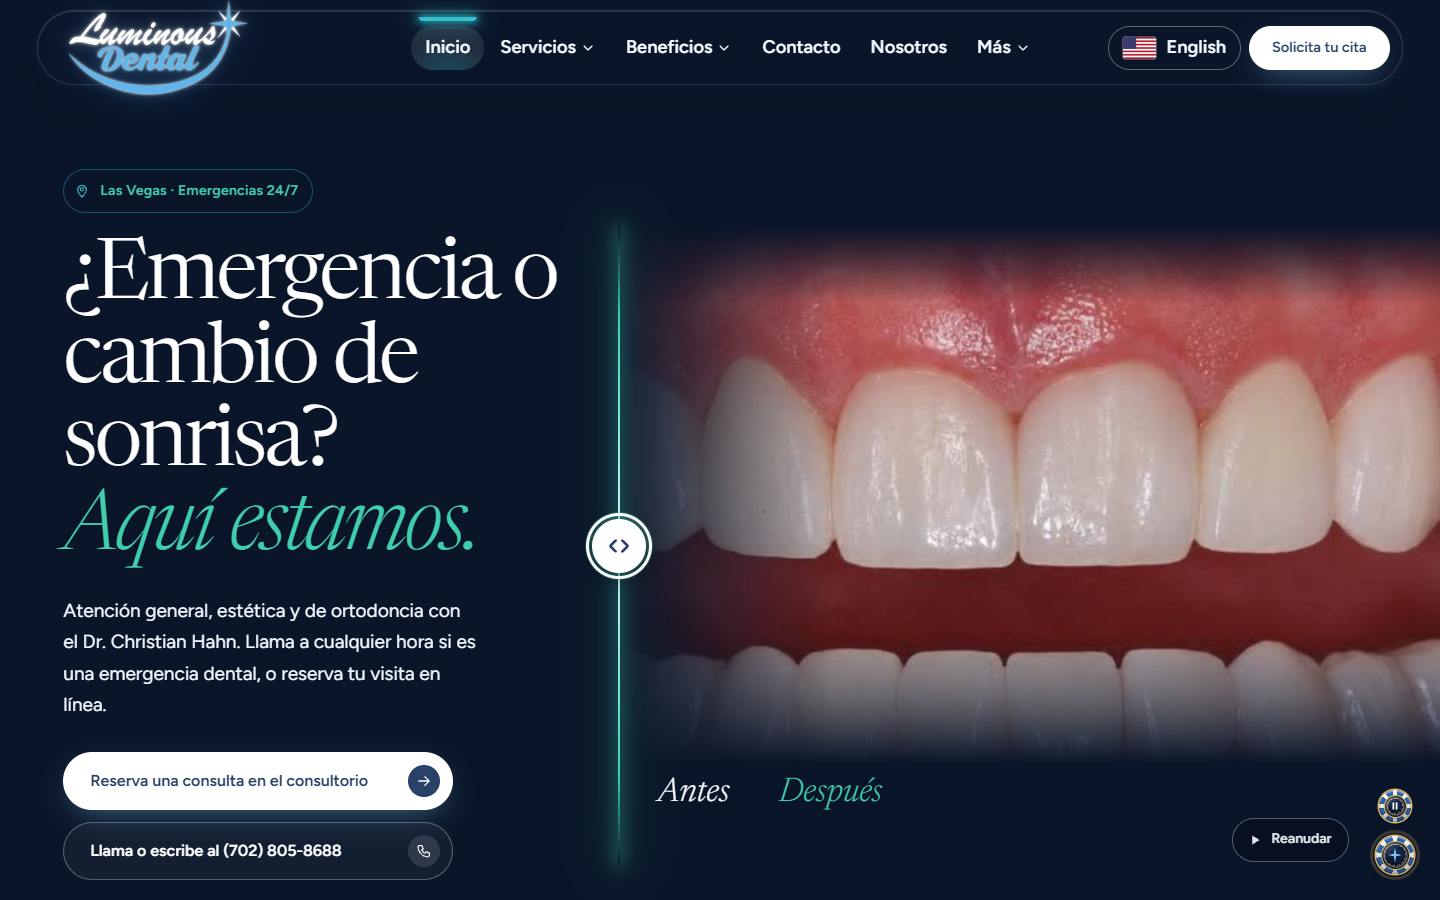 Luminous
Dental
Inicio
Servicios
Beneficios
Contacto
Nosotros
Más
English
Solicita tu cita
Las Vegas · Emergencias 24/7
¿Emergencia o
cambio de
sonrisa?
Aquí estamos.
Atención general, estética y de ortodoncia con
el Dr. Christian Hahn. Llama a cualquier hora si es
una emergencia dental, o reserva tu visita en
línea.
Reserva una consulta en el consultorio
Llama o escribe al (702) 805-8688
Antes
Después
Reanudar